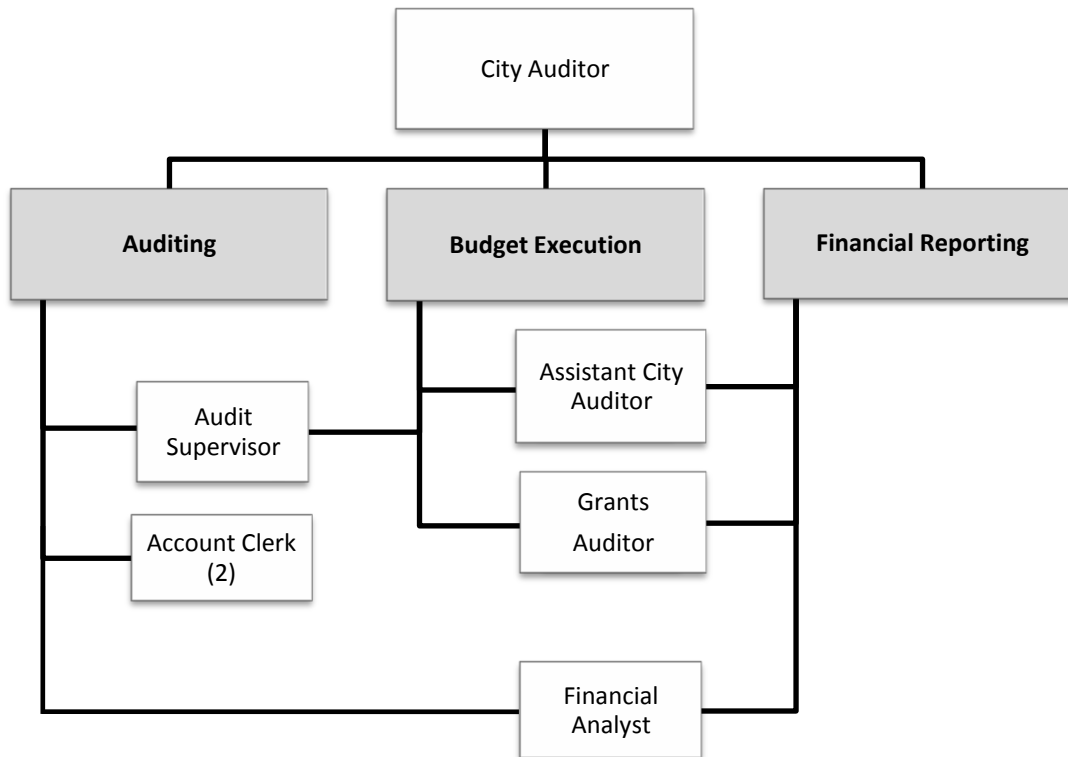 City Auditor
Auditing
Budget Execution
Financial Reporting
Assistant City
Auditor
Audit
Supervisor
Grants
Auditor
Account Clerk
(2)
Financial
Analyst